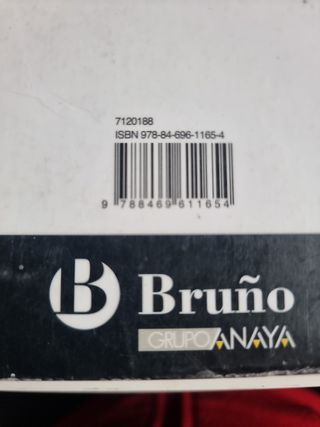 7120188
ISBN 978-84-696-1165-4
9 788469 611654
B Bruño
GRUPO ANAYA